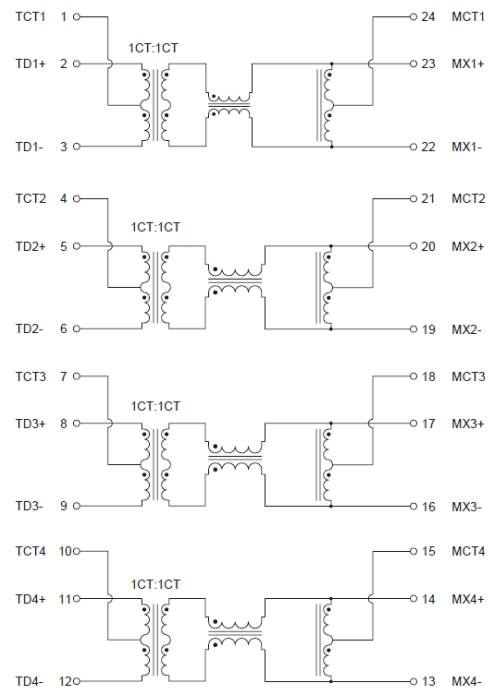 TCT1 1 24 MCT1
1CT:1CT
TD1+ 2 23 MX1+
TD1- 3 22 MX1-
TCT2 4 21 MCT2
1CT:1CT
TD2+ 5 20 MX2+
TD2- 6 19 MX2-
TCT3 7 18 MCT3
1CT:1CT
TD3+ 8 17 MX3+
TD3- 9 16 MX3-
TCT4 10 15 MCT4
1CT:1CT
TD4+ 11 14 MX4+
TD4- 12 13 MX4-